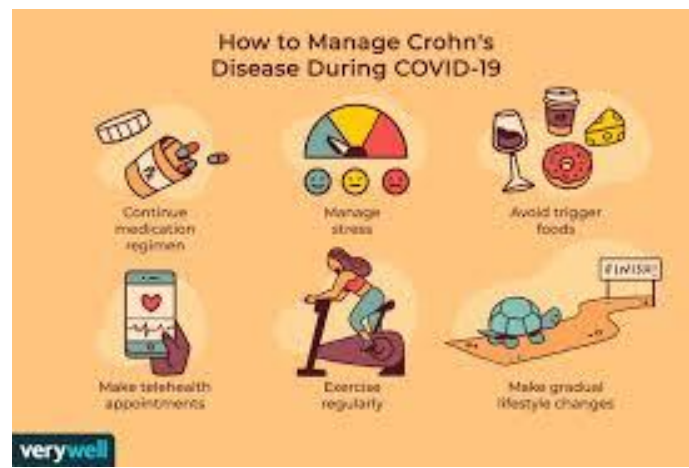 How to Manage Crohn's
Disease During COVID-19
Continue
medication
regimen
Manage
stress
Avoid trigger
foods
Make telehealth
appointments
Exercise
regularly
FINISH!
Make gradual
lifestyle changes
verywell